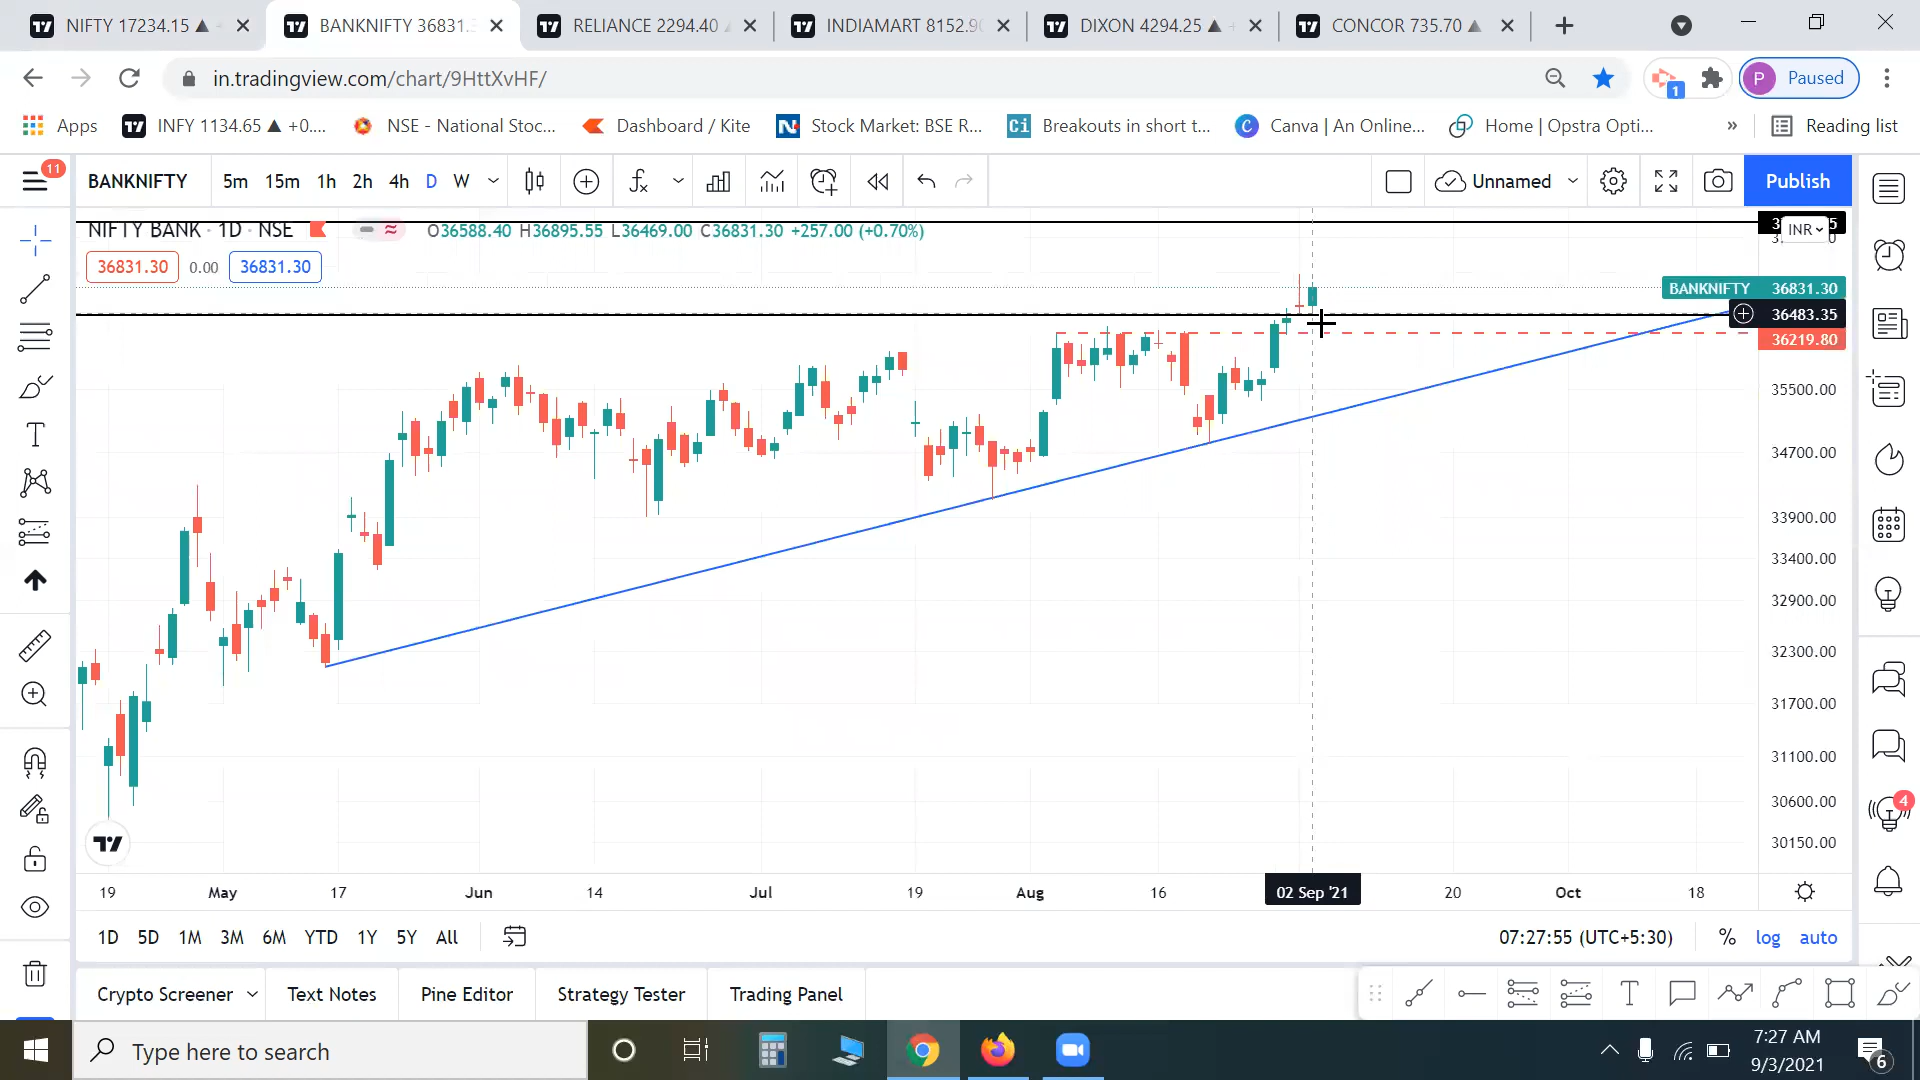 NIFTY 17234.15 ▲
BANKNIFTY 36831.
RELIANCE 2294.40
INDIAMART 8152.90
DIXON 4294.25 ▲
CONCOR 735.70 ▲
in.tradingview.com/chart/9HttXvHF/
1
P Paused
Apps
INFY 1134.65 ▲ +0....
NSE - National Stoc...
Dashboard / Kite
Stock Market: BSE R...
Ci Breakouts in short t...
Canva | An Online...
Home | Opstra Opti...
»
Reading list
11
BANKNIFTY
5m 15m 1h 2h 4h D W
Unnamed
Publish
NIFTY BANK · 1D · NSE
O36588.40 H36895.55 L36469.00 C36831.30 +257.00 (+0.70%)
INR
36831.30 0.00 36831.30
BANKNIFTY 36831.30
36483.35
36219.80
35500.00
34700.00
33900.00
33400.00
32900.00
32300.00
31700.00
31100.00
30600.00
30150.00
4
19 May 17 Jun 14 Jul 19 Aug 16 02 Sep '21 20 Oct 18
1D 5D 1M 3M 6M YTD 1Y 5Y All
07:27:55 (UTC+5:30) % log auto
Crypto Screener Text Notes Pine Editor Strategy Tester Trading Panel
Type here to search
7:27 AM
9/3/2021
6